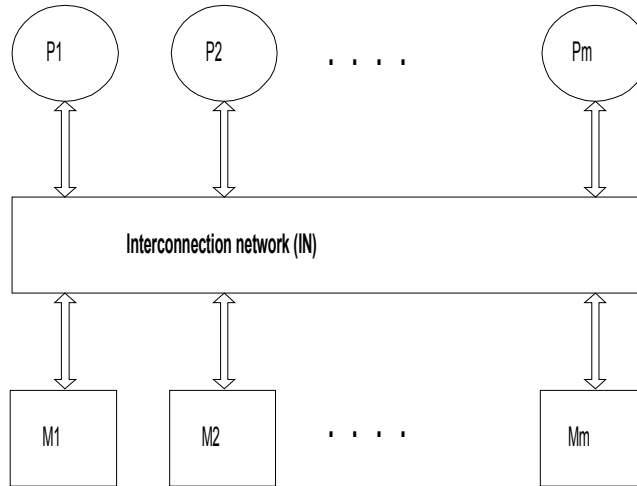 P1 P2 . . . . Pm
Interconnection network (IN)
M1 M2 . . . . Mm